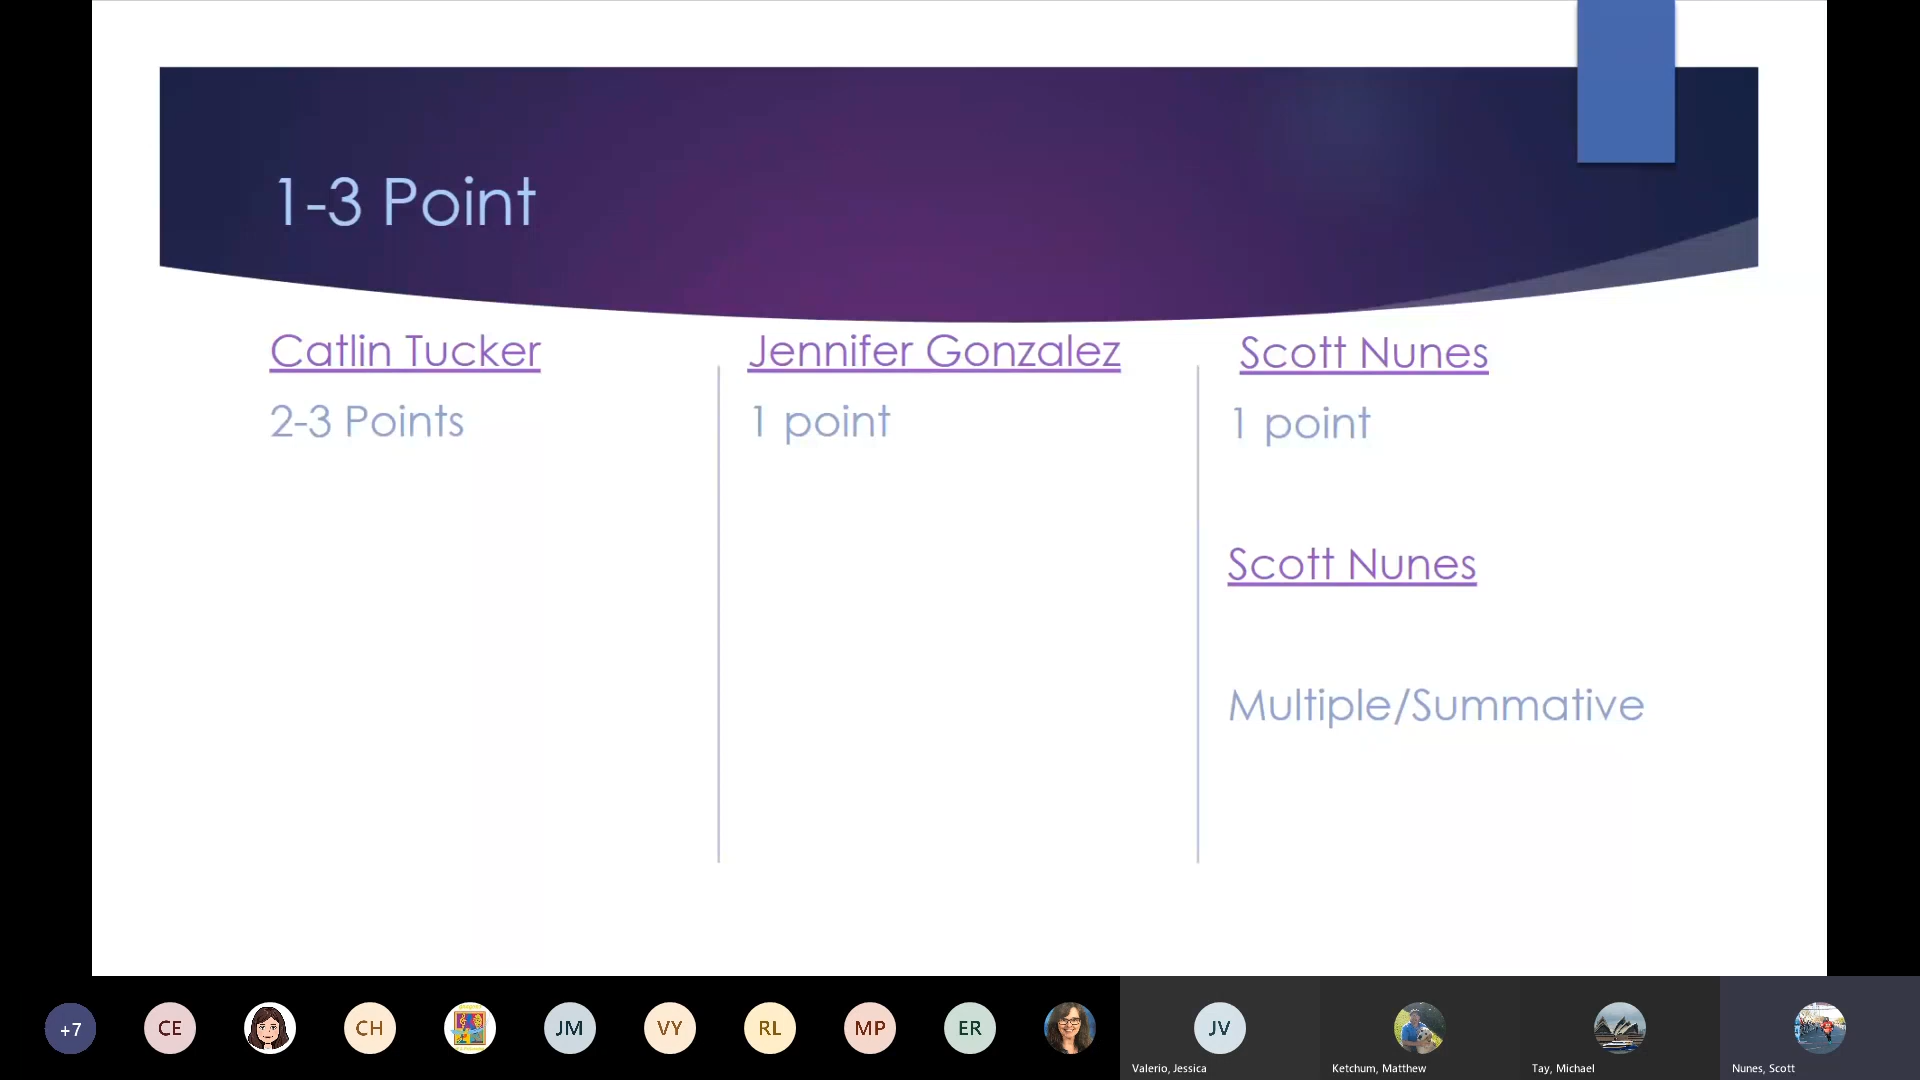 1-3 Point
Catlin Tucker
2-3 Points
Jennifer Gonzalez
1 point
Scott Nunes
1 point
Scott Nunes
Multiple/Summative
+7
CE
CH
JM
VY
RL
MP
ER
JV
Valerio, Jessica
Ketchum, Matthew
Tay, Michael
Nunes, Scott